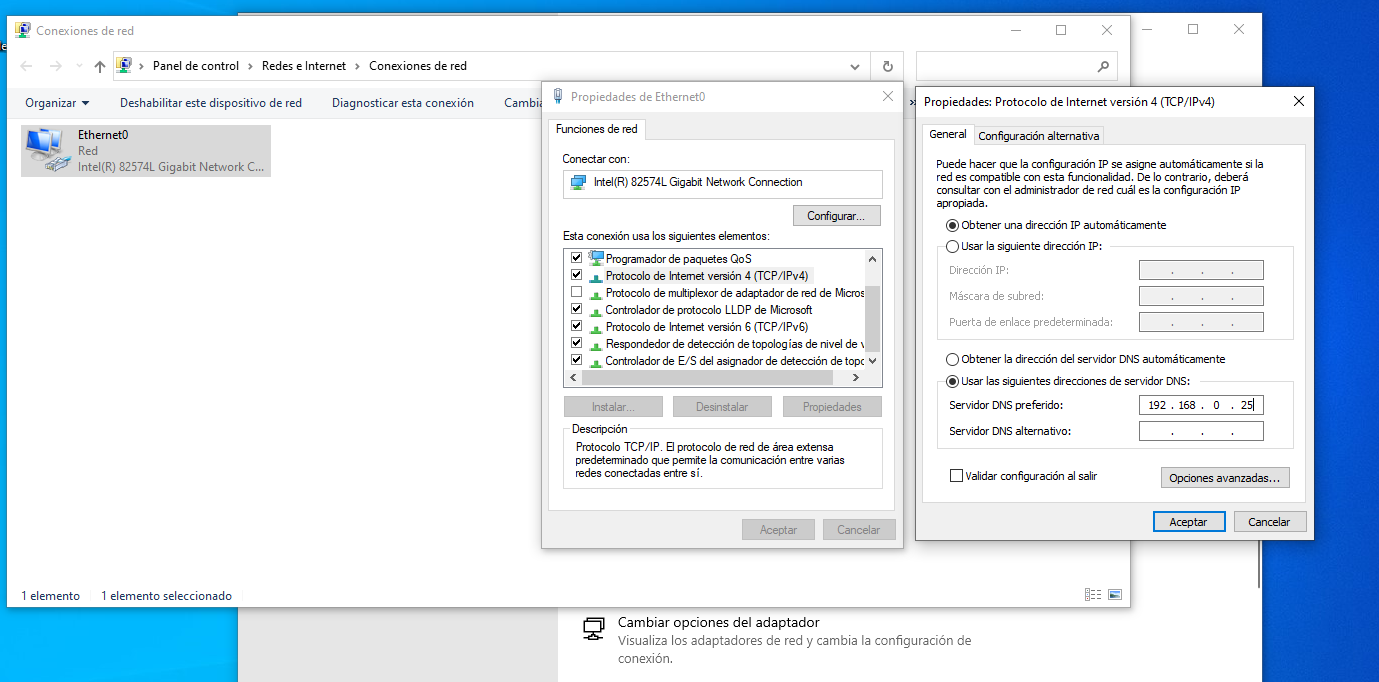 Conexiones de red
Panel de control > Redes e Internet > Conexiones de red
Organizar
Deshabilitar este dispositivo de red
Diagnosticar esta conexión
»
Ethernet0
Red
Intel(R) 82574L Gigabit Network C...
1 elemento
1 elemento seleccionado
Propiedades de Ethernet0
Funciones de red
Conectar con:
Intel(R) 82574L Gigabit Network Connection
Configurar...
Esta conexión usa los siguientes elementos:
Programador de paquetes QoS
Protocolo de Internet versión 4 (TCP/IPv4)
Protocolo de multiplexor de adaptador de red de Micros
Controlador de protocolo LLDP de Microsoft
Protocolo de Internet versión 6 (TCP/IPv6)
Respondedor de detección de topologías de nivel de v
Controlador de E/S del asignador de detección de topo
Instalar...
Desinstalar
Propiedades
Descripción
Protocolo TCP/IP. El protocolo de red de área extensa
predeterminado que permite la comunicación entre varias
redes conectadas entre sí.
Aceptar
Cancelar
Propiedades: Protocolo de Internet versión 4 (TCP/IPv4)
General
Configuración alternativa
Puede hacer que la configuración IP se asigne automáticamente si la
red es compatible con esta funcionalidad. De lo contrario, deberá
consultar con el administrador de red cuál es la configuración IP
apropiada.
Obtener una dirección IP automáticamente
Usar la siguiente dirección IP:
Dirección IP:
Máscara de subred:
Puerta de enlace predeterminada:
Obtener la dirección del servidor DNS automáticamente
Usar las siguientes direcciones de servidor DNS:
Servidor DNS preferido: 192 . 168 . 0 . 25
Servidor DNS alternativo: . . .
Validar configuración al salir
Opciones avanzadas...
Aceptar
Cancelar
Cambiar opciones del adaptador
Visualiza los adaptadores de red y cambia la configuración de
conexión.